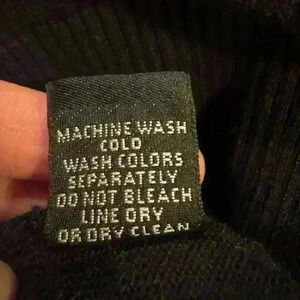 MACHINE WASH
COLD
WASH COLORS
SEPARATELY
DO NOT BLEACH
LINE DRY
OR DRY CLEAN